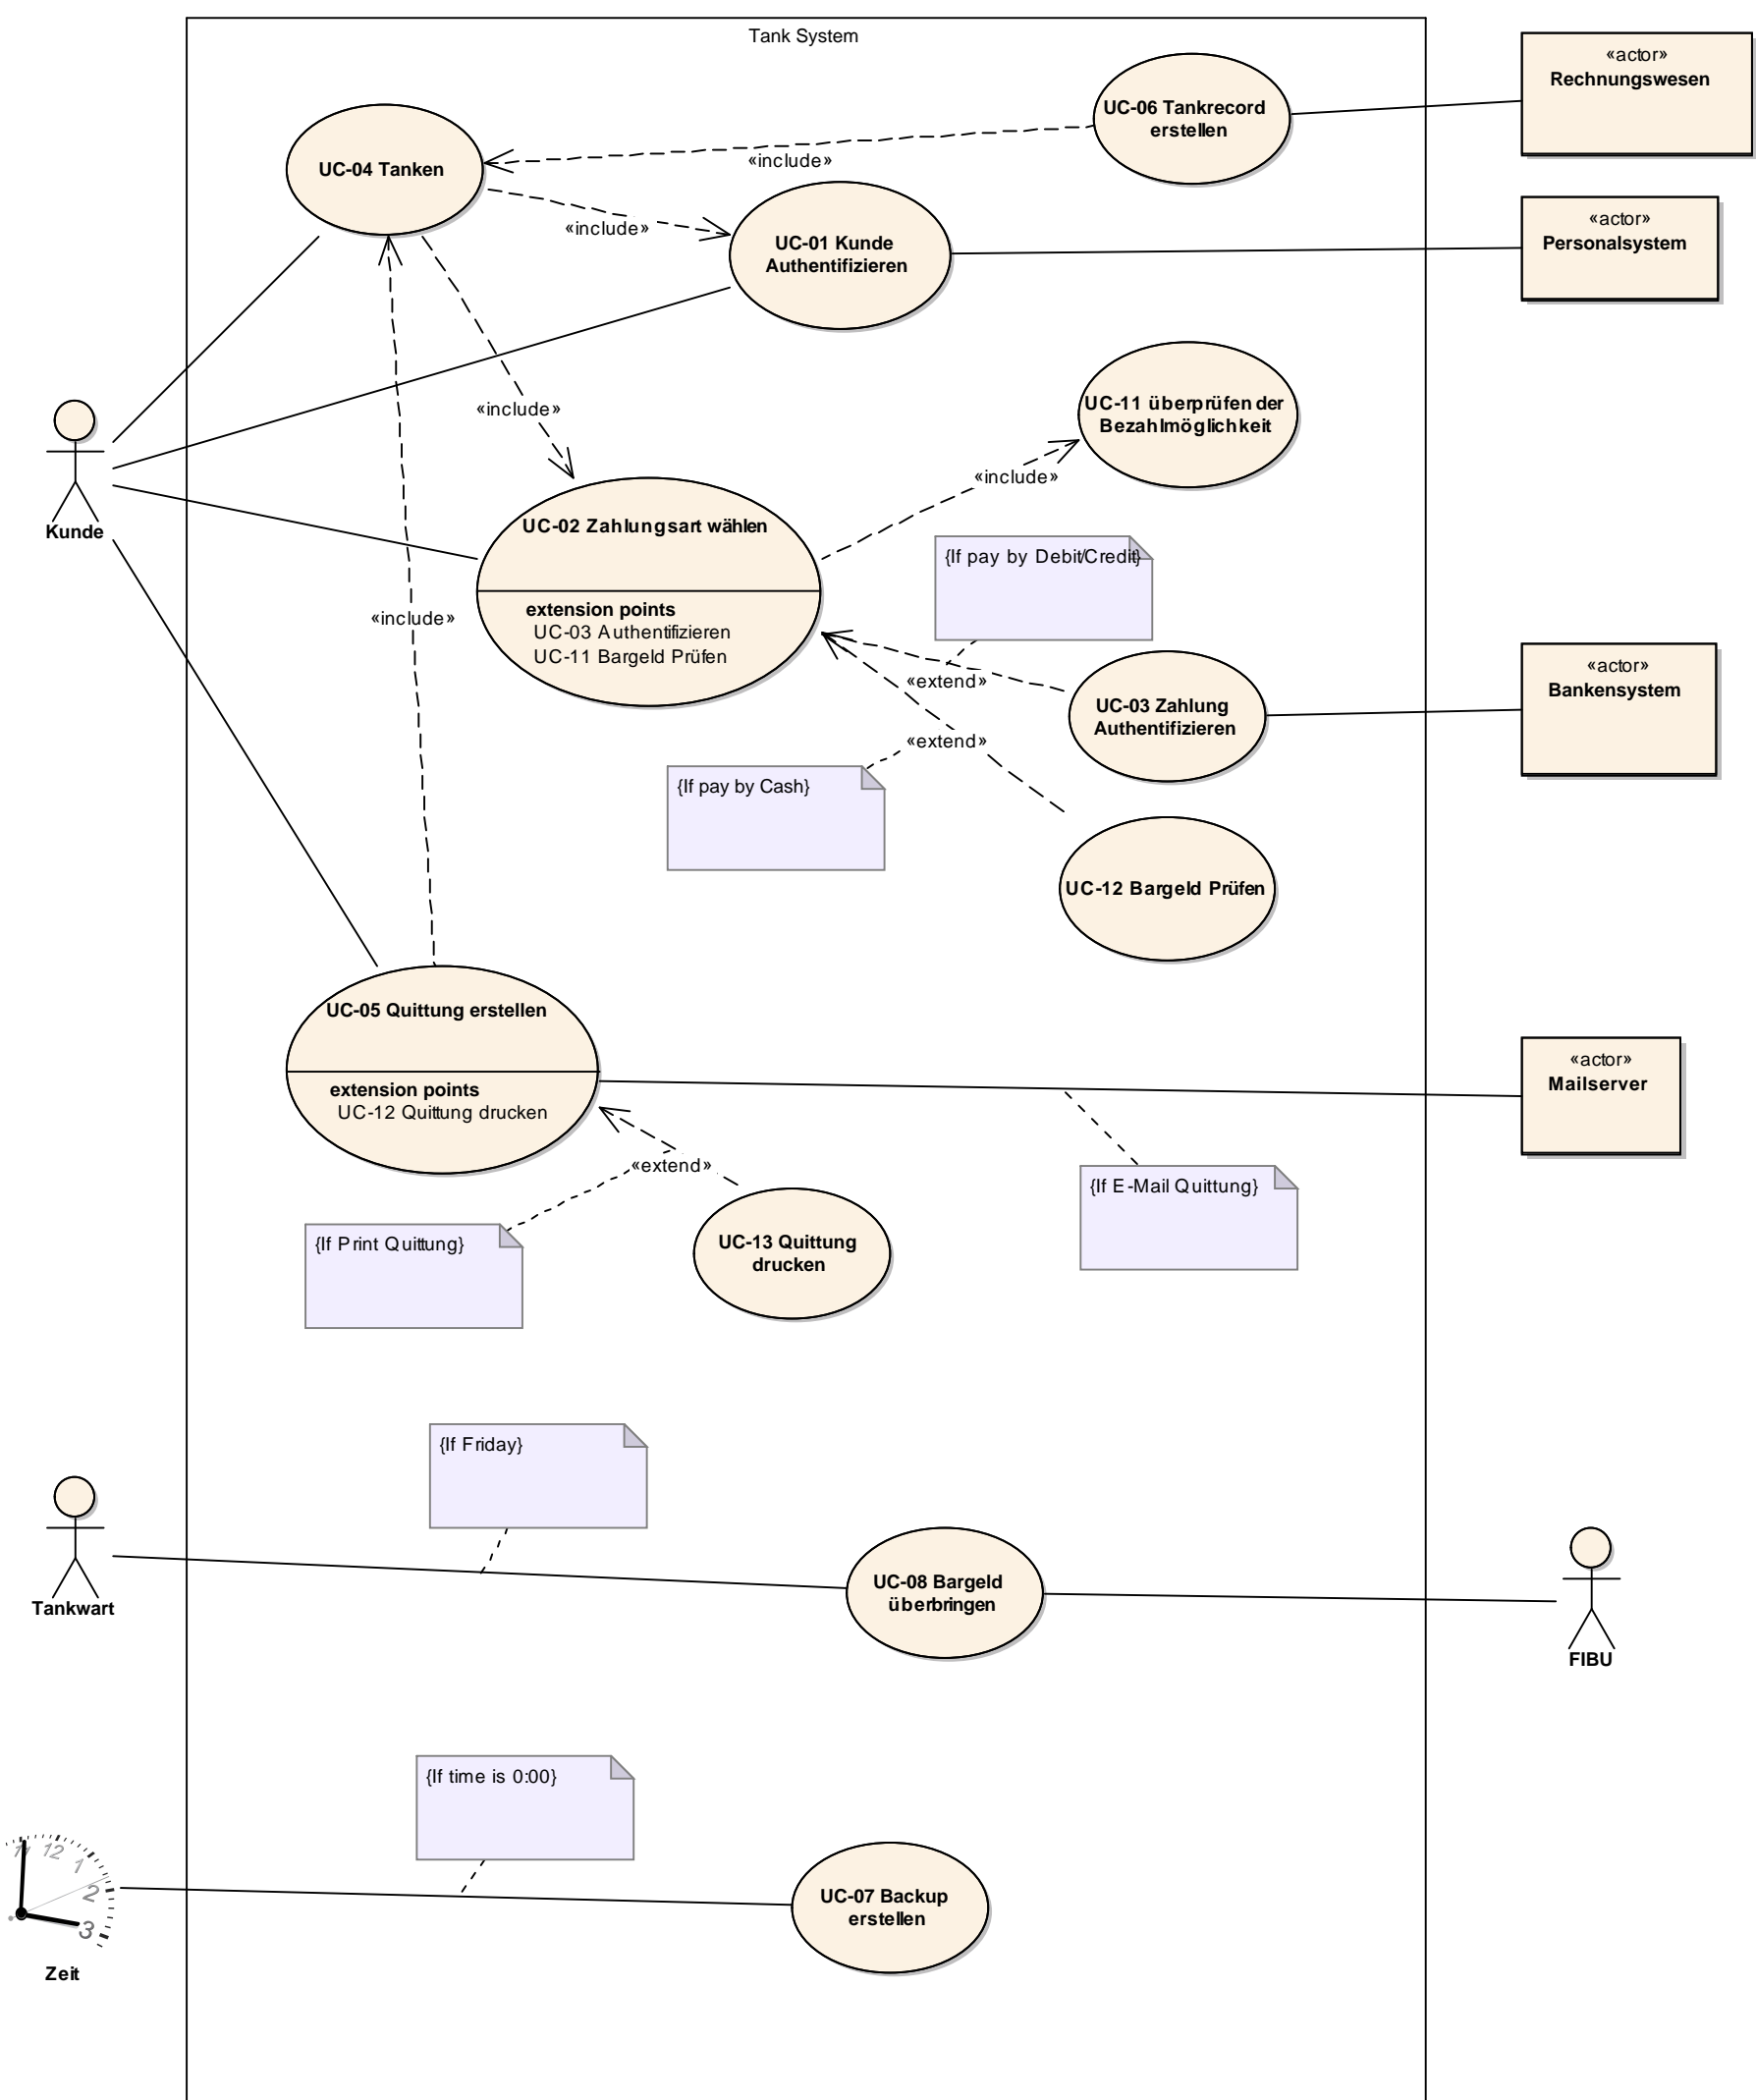 Tank System
«actor»
Rechnungswesen
UC-06 Tankrecord
erstellen
UC-04 Tanken
«include»
«include»
UC-01 Kunde
Authentifizieren
«actor»
Personalsystem
«include»
UC-11 überprüfen der
Bezahlmöglichkeit
«include»
Kunde
UC-02 Zahlungsart wählen
extension points
UC-03 Authentifizieren
UC-11 Bargeld Prüfen
{If pay by Debit/Credit}
«include»
«extend»
UC-03 Zahlung
Authentifizieren
«actor»
Bankensystem
«extend»
{If pay by Cash}
UC-12 Bargeld Prüfen
UC-05 Quittung erstellen
extension points
UC-12 Quittung drucken
«actor»
Mailserver
«extend»
{If E-Mail Quittung}
{If Print Quittung}
UC-13 Quittung
drucken
{If Friday}
Tankwart
UC-08 Bargeld
überbringen
FIBU
{If time is 0:00}
11
12
1
2
3
Zeit
UC-07 Backup
erstellen